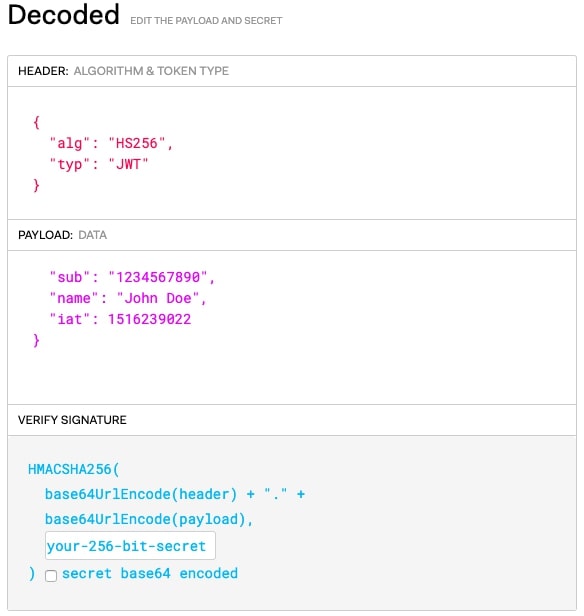 Decoded EDIT THE PAYLOAD AND SECRET
HEADER: ALGORITHM & TOKEN TYPE
{
"alg": "HS256",
"typ": "JWT"
}
PAYLOAD: DATA
"sub": "1234567890",
"name": "John Doe",
"iat": 1516239022
}
VERIFY SIGNATURE
HMACSHA256(
base64UrlEncode(header) + "." +
base64UrlEncode(payload),
your-256-bit-secret
) secret base64 encoded